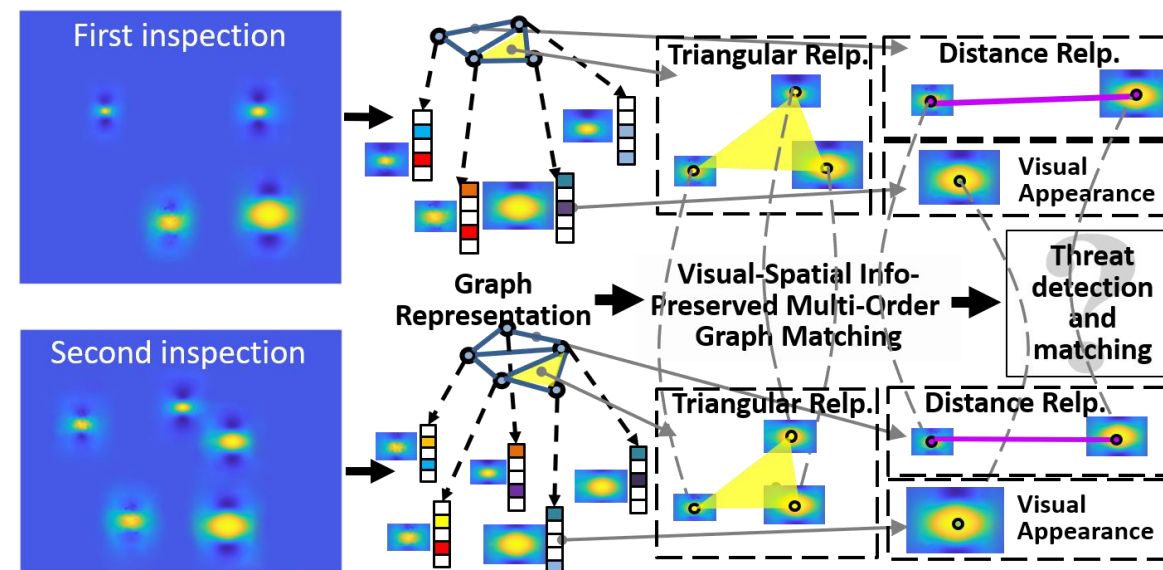 First inspection
Triangular Relp.
Distance Relp.
Visual
Appearance
Graph
Representation
Visual-Spatial Info-
Preserved Multi-Order
Graph Matching
?
Threat
detection
and
matching
Second inspection
Triangular Relp.
Distance Relp.
Visual
Appearance